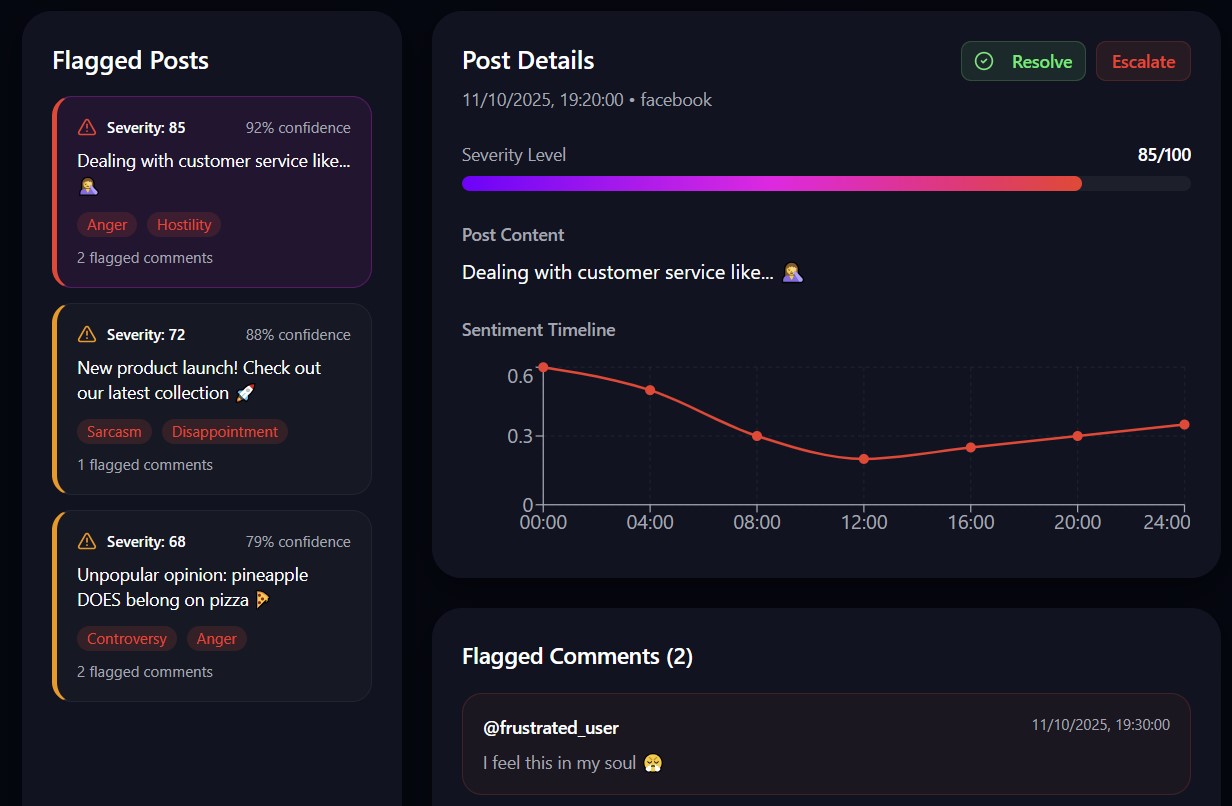 Flagged Posts
Severity: 85
92% confidence
Dealing with customer service like...
🤦‍♀️
Anger
Hostility
2 flagged comments
Severity: 72
88% confidence
New product launch! Check out
our latest collection 🚀
Sarcasm
Disappointment
1 flagged comments
Severity: 68
79% confidence
Unpopular opinion: pineapple
DOES belong on pizza 🍕
Controversy
Anger
2 flagged comments
Post Details
Resolve
Escalate
11/10/2025, 19:20:00 • facebook
Severity Level
85/100
Post Content
Dealing with customer service like... 🤦‍♀️
Sentiment Timeline
0.6
0.3
0
00:00
04:00
08:00
12:00
16:00
20:00
24:00
Flagged Comments (2)
@frustrated_user
11/10/2025, 19:30:00
I feel this in my soul 😤